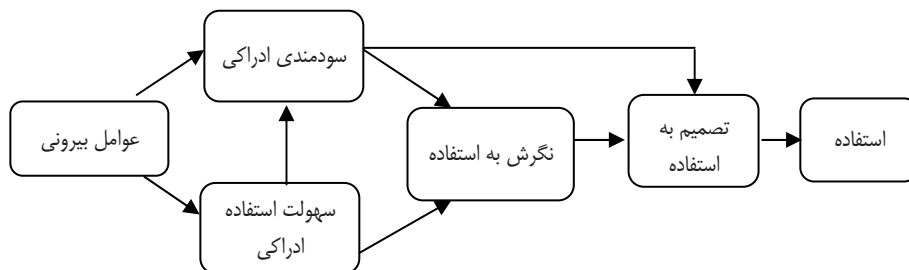 سودمندی ادراکی
عوامل بیرونی
نگرش به استفاده
تصمیم به
استفاده
استفاده
سهولت استفاده
ادراکی